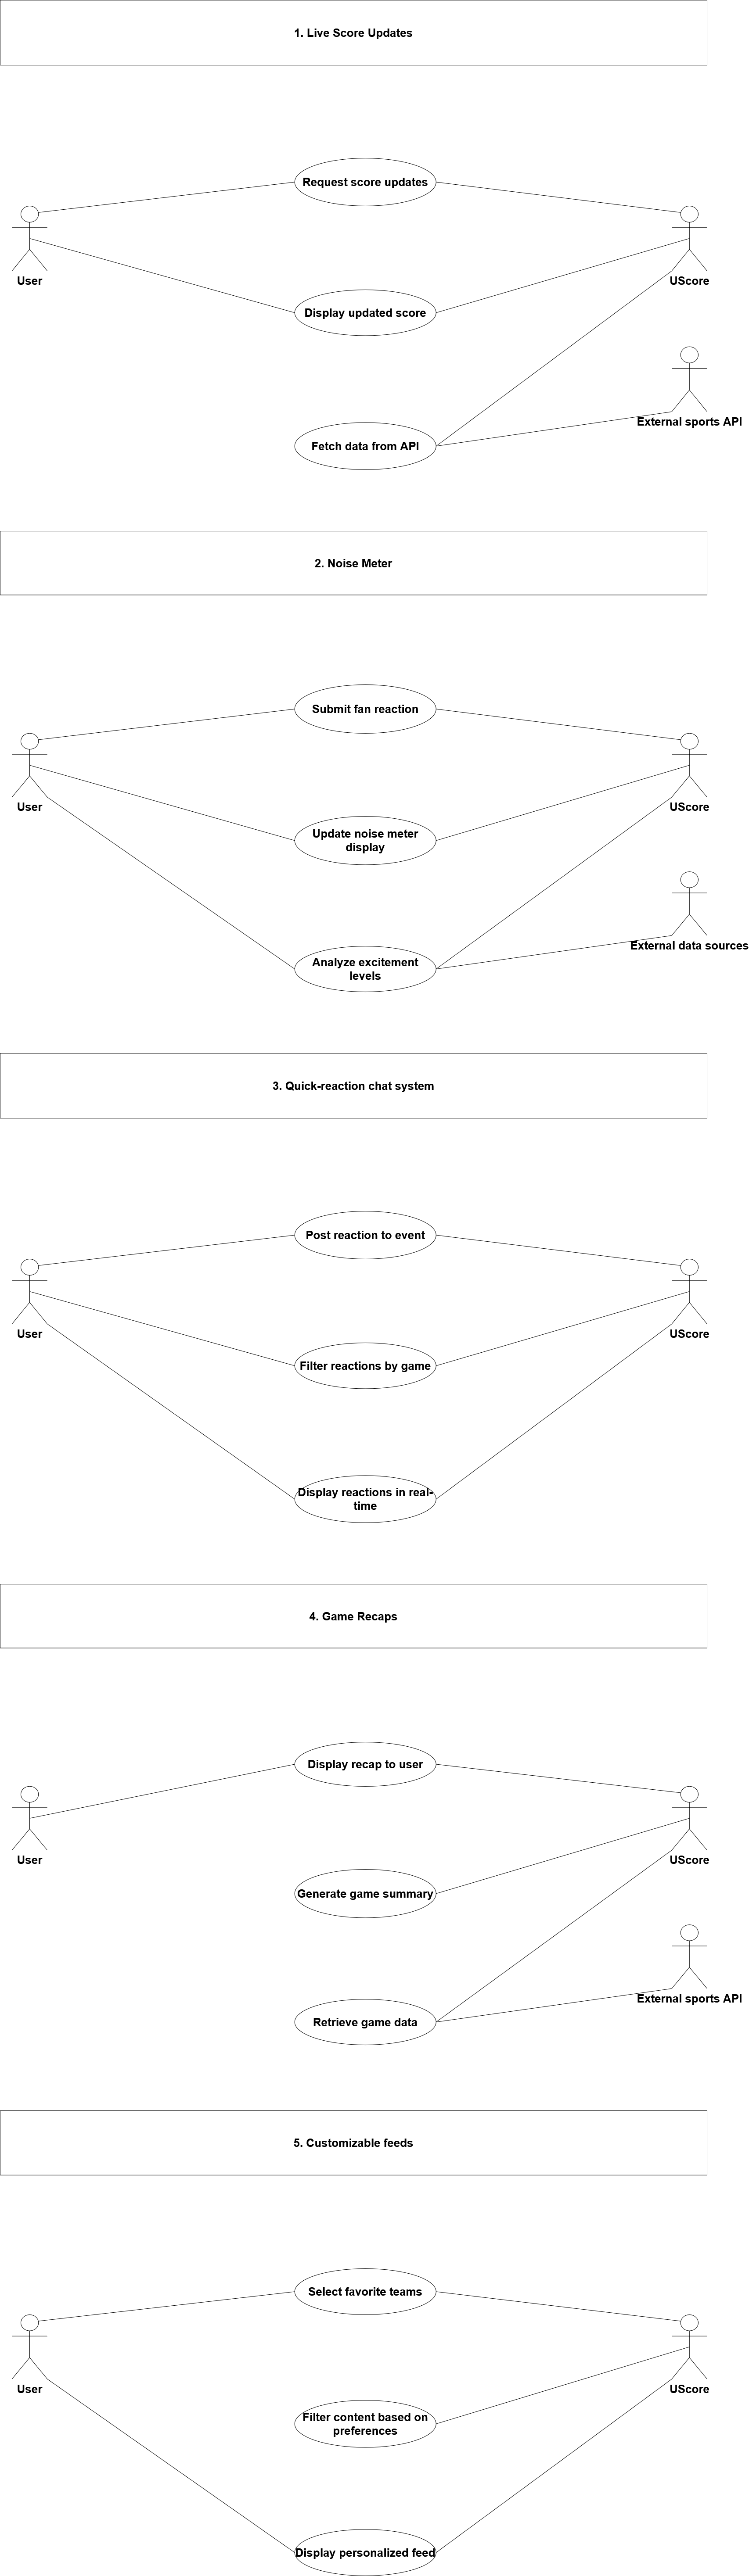 1. Live Score Updates
Request score updates
User
UScore
Display updated score
External sports API
Fetch data from API
2. Noise Meter
Submit fan reaction
User
UScore
Update noise meter
display
External data sources
Analyze excitement
levels
3. Quick-reaction chat system
Post reaction to event
User
UScore
Filter reactions by game
Display reactions in real-
time
4. Game Recaps
Display recap to user
User
UScore
Generate game summary
External sports API
Retrieve game data
5. Customizable feeds
Select favorite teams
User
UScore
Filter content based on
preferences
Display personalized feed